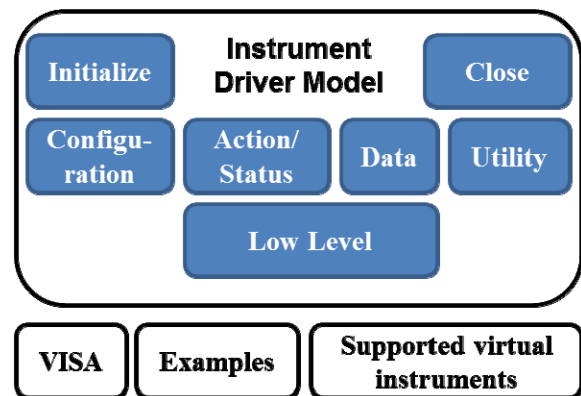 Initialize
Instrument
Driver Model
Close
Configu-
ration
Action/
Status
Data
Utility
Low Level
VISA
Examples
Supported virtual
instruments